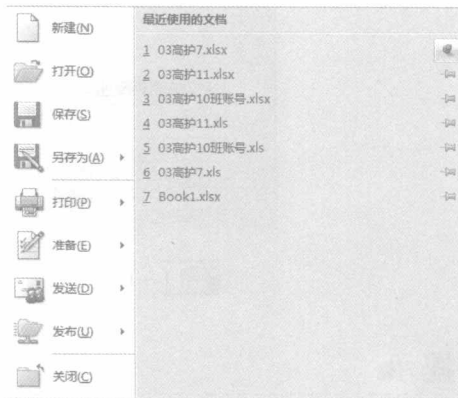 新建(N)
打开(O)
保存(S)
另存为(A)
打印(P)
准备(E)
发送(D)
发布(U)
关闭(C)
最近使用的文档
1 03高护7.xlsx
2 03高护11.xlsx
3 03高护10班账号.xlsx
4 03高护11.xls
5 03高护10班账号.xls
6 03高护7.xls
7 Book1.xlsx